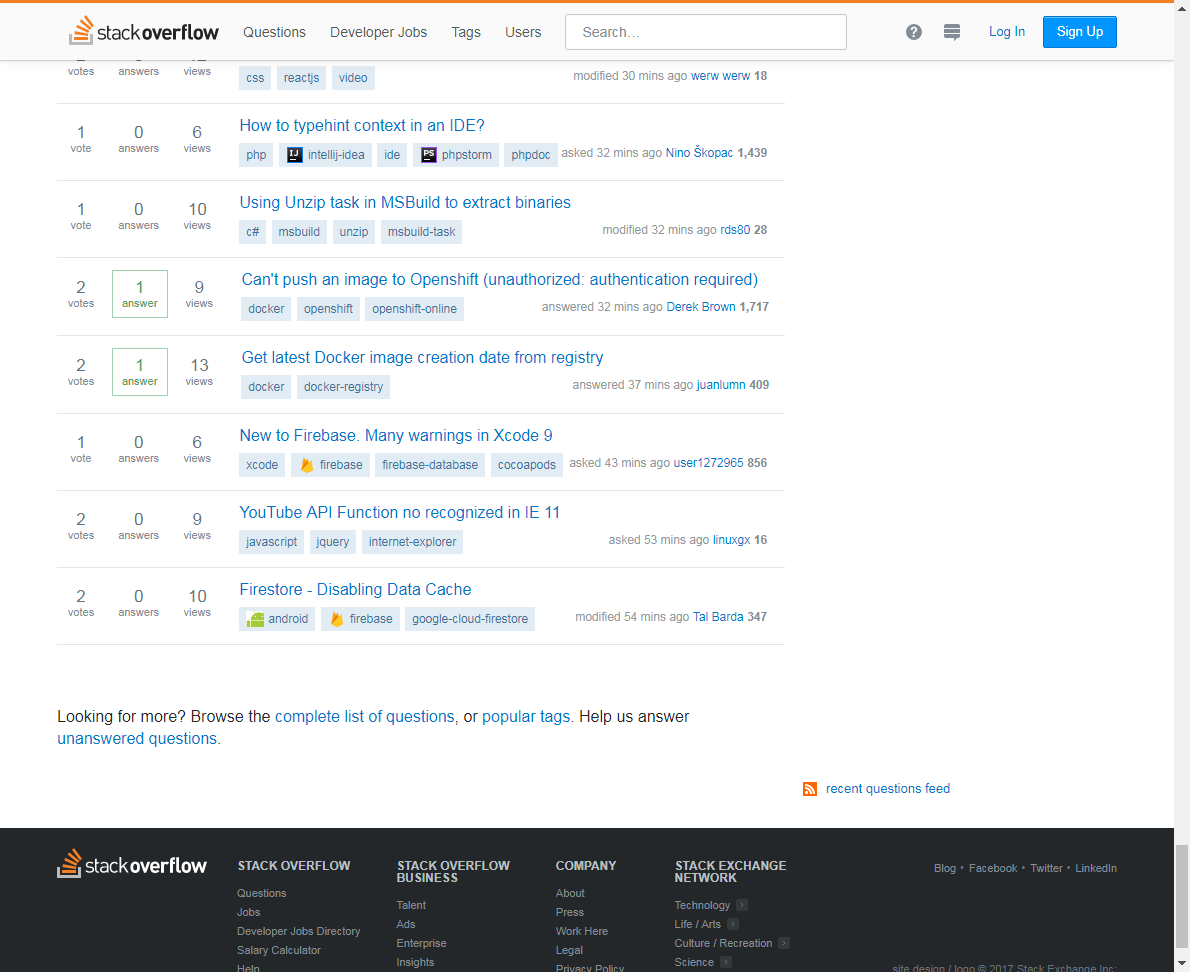 stack overflow Questions Developer Jobs Tags Users Search... ? Log In Sign Up
votes answers views css reactjs video modified 30 mins ago werw werw 18
How to typehint context in an IDE?
1 0 6
vote answers views
php intellij-idea ide phpstorm phpdoc asked 32 mins ago Nino Škopac 1,439
Using Unzip task in MSBuild to extract binaries
1 0 10
vote answers views
c# msbuild unzip msbuild-task modified 32 mins ago rds80 28
Can't push an image to Openshift (unauthorized: authentication required)
2 1 9
votes answer views
docker openshift openshift-online answered 32 mins ago Derek Brown 1,717
Get latest Docker image creation date from registry
2 1 13
votes answer views
docker docker-registry answered 37 mins ago juanlumn 409
New to Firebase. Many warnings in Xcode 9
1 0 6
vote answers views
xcode firebase firebase-database cocoapods asked 43 mins ago user1272965 856
YouTube API Function no recognized in IE 11
2 0 9
votes answers views
javascript jquery internet-explorer asked 53 mins ago linuxgx 16
Firestore - Disabling Data Cache
2 0 10
votes answers views
android firebase google-cloud-firestore modified 54 mins ago Tal Barda 347
Looking for more? Browse the complete list of questions, or popular tags. Help us answer
unanswered questions.
recent questions feed
stack overflow
STACK OVERFLOW
Questions
Jobs
Developer Jobs Directory
Salary Calculator
Help
STACK OVERFLOW
BUSINESS
Talent
Ads
Enterprise
Insights
COMPANY
About
Press
Work Here
Legal
Privacy Policy
STACK EXCHANGE
NETWORK
Technology
Life / Arts
Culture / Recreation
Science
Blog • Facebook • Twitter • LinkedIn
site design / logo © 2017 Stack Exchange Inc;